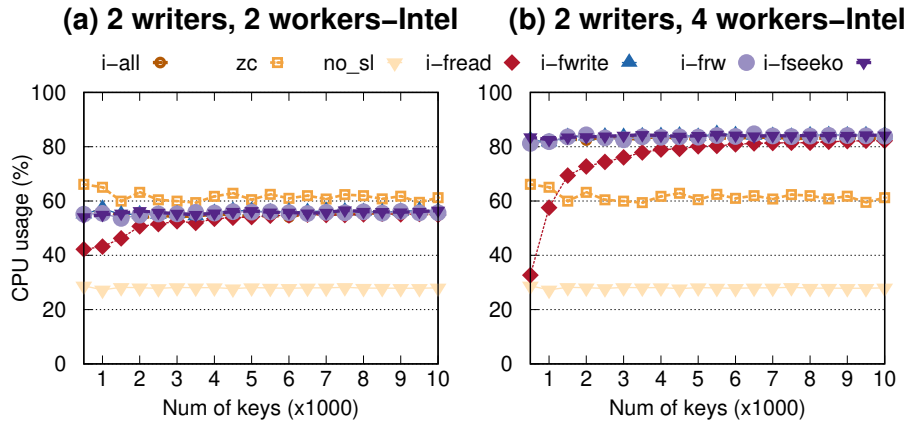 (a) 2 writers, 2 workers−Intel (b) 2 writers, 4 workers−Intel
i−all zc no_sl i−fread i−fwrite i−frw i−fseeko
CPU usage (%)
100
80
60
40
20
0
1 2 3 4 5 6 7 8 9 10
Num of keys (x1000)
100
80
60
40
20
0
1 2 3 4 5 6 7 8 9 10
Num of keys (x1000)